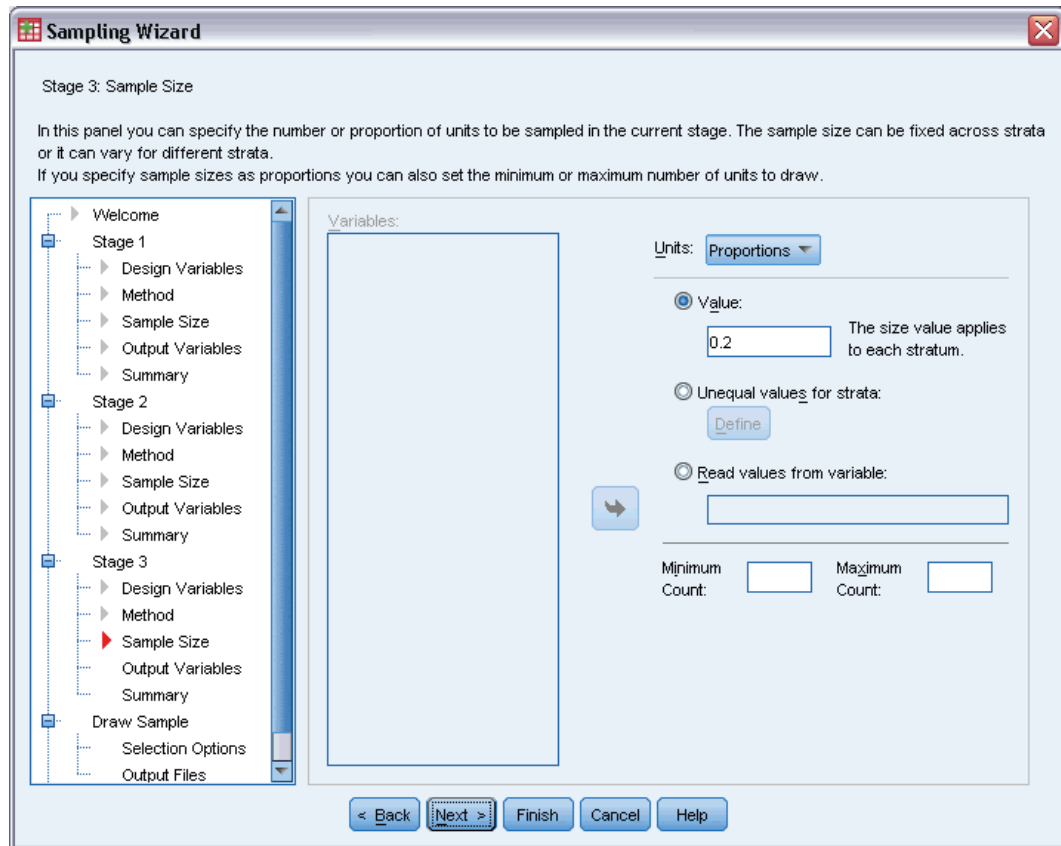 Sampling Wizard
Stage 3: Sample Size
In this panel you can specify the number or proportion of units to be sampled in the current stage. The sample size can be fixed across strata
or it can vary for different strata.
If you specify sample sizes as proportions you can also set the minimum or maximum number of units to draw.
Welcome
Stage 1
Design Variables
Method
Sample Size
Output Variables
Summary
Stage 2
Design Variables
Method
Sample Size
Output Variables
Summary
Stage 3
Design Variables
Method
Sample Size
Output Variables
Summary
Draw Sample
Selection Options
Output Files
Variables:
Units: Proportions
Value:
0.2
The size value applies
to each stratum.
Unequal values for strata:
Define
Read values from variable:
Minimum
Count:
Maximum
Count:
< Back Next > Finish Cancel Help